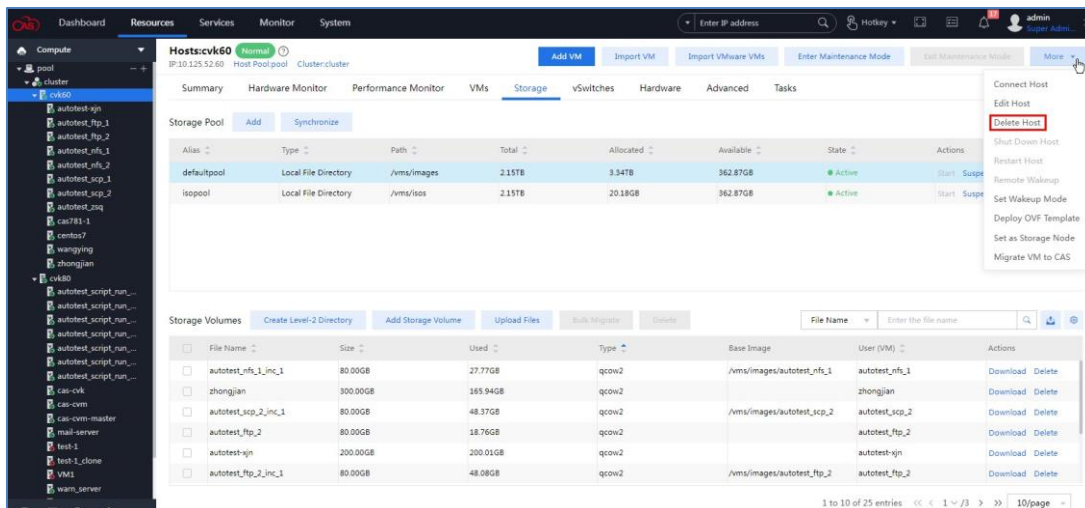 CAS Dashboard Resources Services Monitor System Enter IP address Hotkey 17 admin
Super Admi...
Compute
pool
cluster
cvk60
autotest-xjn
autotest_ftp_1
autotest_ftp_2
autotest_nfs_1
autotest_nfs_2
autotest_scp_1
autotest_scp_2
autotest_zsq
cas781-1
centos7
wangying
zhongjian
cvk80
autotest_script_run_...
autotest_script_run_...
autotest_script_run_...
autotest_script_run_...
autotest_script_run_...
autotest_script_run_...
autotest_script_run_...
cas-cvk
cas-cvm
cas-cvm-master
mail-server
test-1
test-1_clone
VM1
warn_server
Hosts:cvk60 Normal
IP:10.125.52.60 Host Pool:pool Cluster:cluster
Add VM Import VM Import VMware VMs Enter Maintenance Mode Exit Maintenance Mode More
Summary Hardware Monitor Performance Monitor VMs Storage vSwitches Hardware Advanced Tasks
Connect Host
Edit Host
Delete Host
Shut Down Host
Restart Host
Remote Wakeup
Set Wakeup Mode
Deploy OVF Template
Set as Storage Node
Migrate VM to CAS
Storage Pool Add Synchronize
Alias Type Path Total Allocated Available State Actions
defaultpool Local File Directory /vms/images 2.15TB 3.34TB 362.87GB Active Start Suspe
isopool Local File Directory /vms/isos 2.15TB 20.18GB 362.87GB Active Start Suspe
Storage Volumes Create Level-2 Directory Add Storage Volume Upload Files Bulk Migrate Delete File Name Enter the file name
File Name Size Used Type Base Image User (VM) Actions
autotest_nfs_1_inc_1 80.00GB 27.77GB qcow2 /vms/images/autotest_nfs_1 autotest_nfs_1 Download Delete
zhongjian 300.00GB 165.94GB qcow2 zhongjian Download Delete
autotest_scp_2_inc_1 80.00GB 48.37GB qcow2 /vms/images/autotest_scp_2 autotest_scp_2 Download Delete
autotest_ftp_2 80.00GB 18.76GB qcow2 autotest_ftp_2 Download Delete
autotest-xjn 200.00GB 200.01GB qcow2 autotest-xjn Download Delete
autotest_ftp_2_inc_1 80.00GB 48.08GB qcow2 /vms/images/autotest_ftp_2 autotest_ftp_2 Download Delete
1 to 10 of 25 entries << < 1 /3 > >> 10/page